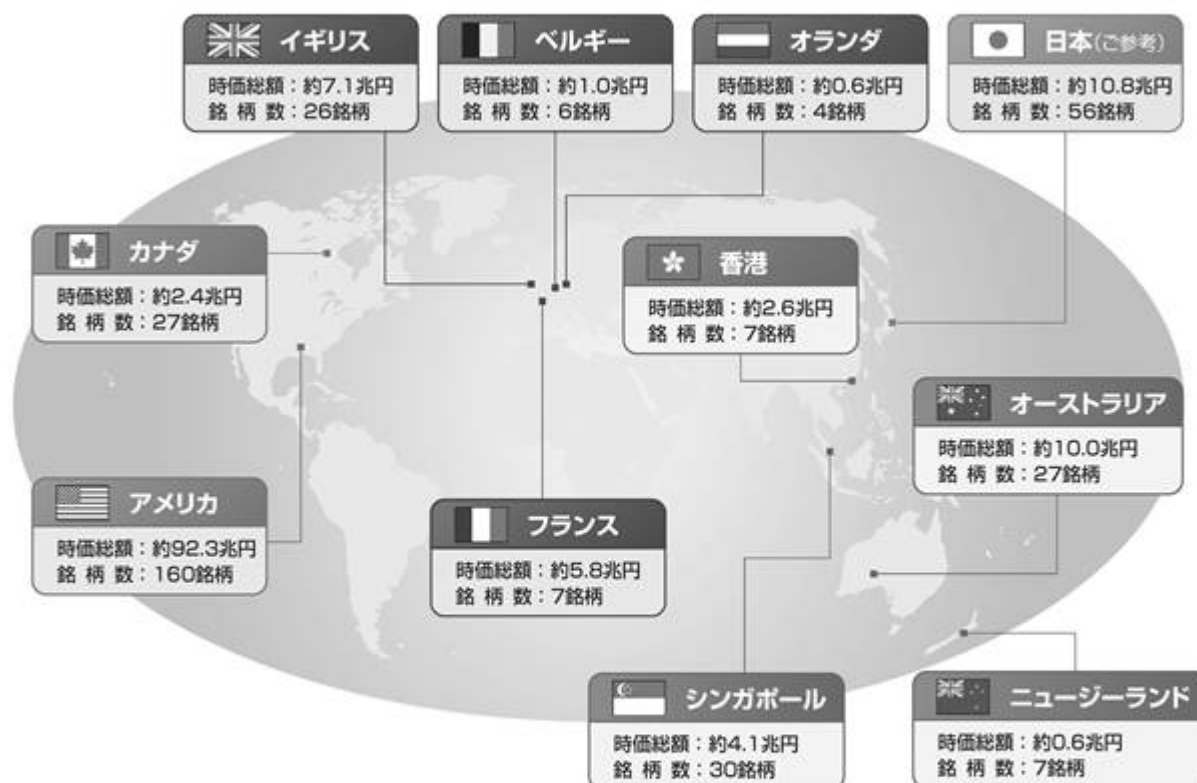 イギリス
時価総額：約7.1兆円
銘 柄 数：26銘柄
ベルギー
時価総額：約1.0兆円
銘 柄 数：6銘柄
オランダ
時価総額：約0.6兆円
銘 柄 数：4銘柄
日本(ご参考)
時価総額：約10.8兆円
銘 柄 数：56銘柄
カナダ
時価総額：約2.4兆円
銘 柄 数：27銘柄
香港
時価総額：約2.6兆円
銘 柄 数：7銘柄
オーストラリア
時価総額：約10.0兆円
銘 柄 数：27銘柄
アメリカ
時価総額：約92.3兆円
銘 柄 数：160銘柄
フランス
時価総額：約5.8兆円
銘 柄 数：7銘柄
シンガポール
時価総額：約4.1兆円
銘 柄 数：30銘柄
ニュージーランド
時価総額：約0.6兆円
銘 柄 数：7銘柄